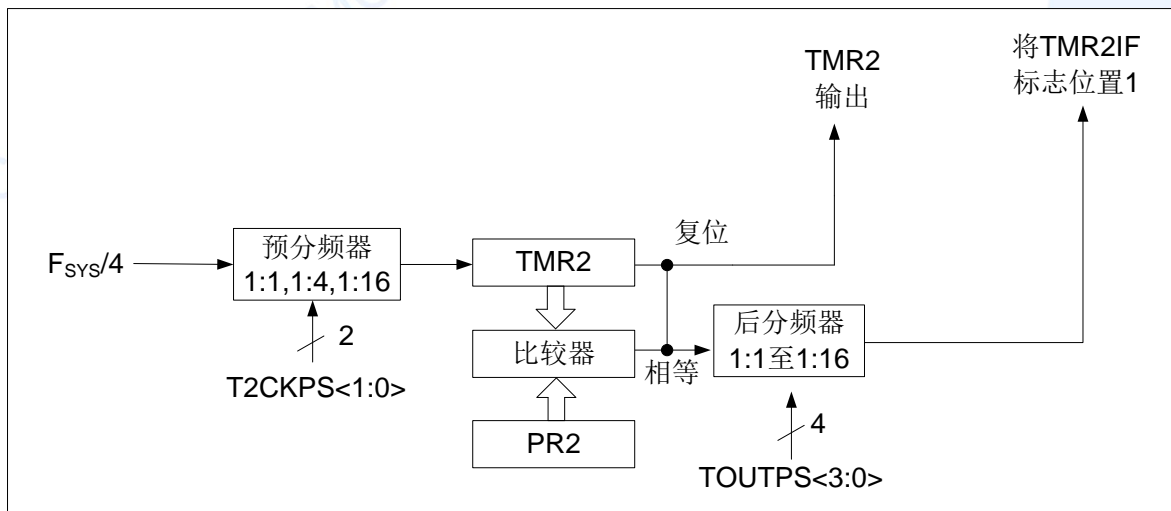 TMR2
输出
将TMR2IF
标志位置1
F_SYS/4
预分频器
1:1,1:4,1:16
2
T2CKPS<1:0>
TMR2
复位
比较器
相等
PR2
后分频器
1:1至1:16
4
TOUTPS<3:0>